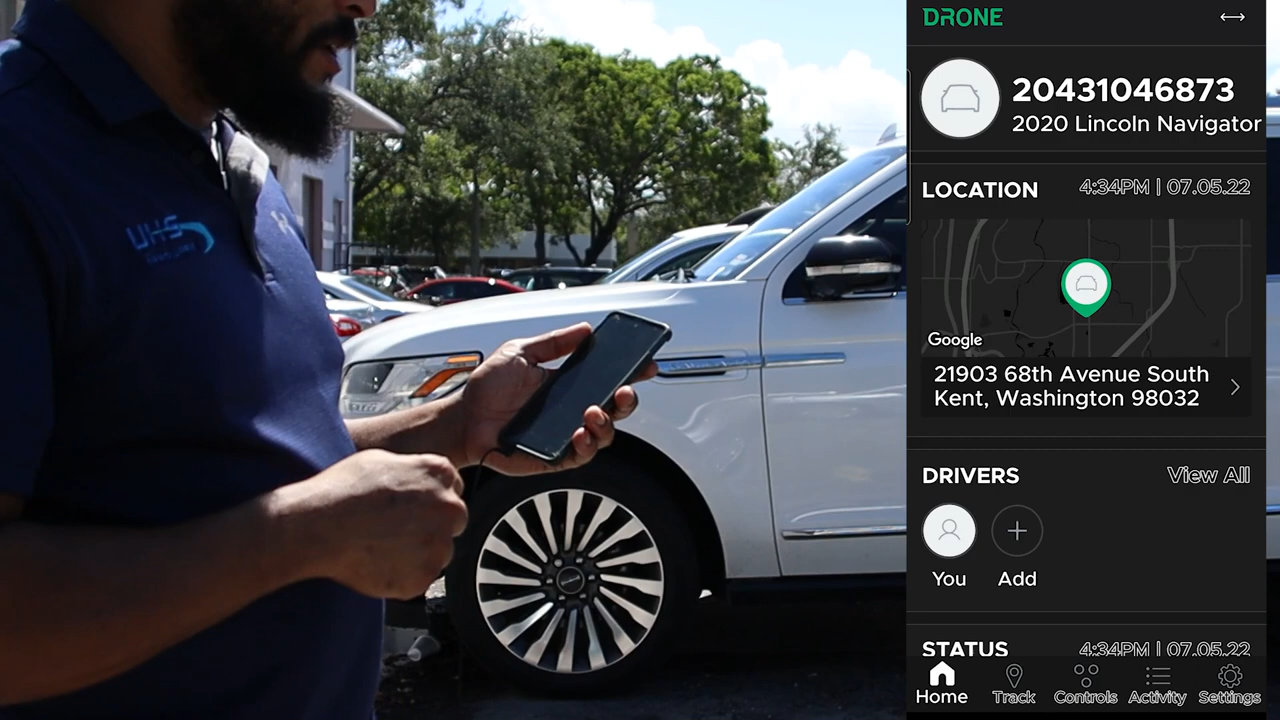 UHS
DRONE
20431046873
2020 Lincoln Navigator
LOCATION
4:34PM | 07.05.22
Google
21903 68th Avenue South
Kent, Washington 98032
DRIVERS
View All
You
Add
STATUS
4:34PM | 07.05.22
Home
Track
Controls
Activity
Settings